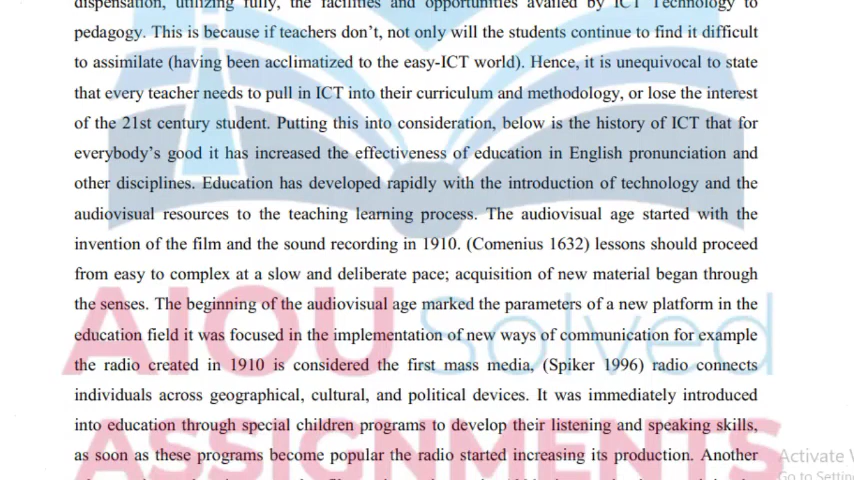 dispensation, utilizing fully, the facilities and opportunities availed by ICT Technology to
pedagogy. This is because if teachers don’t, not only will the students continue to find it difficult
to assimilate (having been acclimatized to the easy-ICT world). Hence, it is unequivocal to state
that every teacher needs to pull in ICT into their curriculum and methodology, or lose the interest
of the 21st century student. Putting this into consideration, below is the history of ICT that for
everybody’s good it has increased the effectiveness of education in English pronunciation and
other disciplines. Education has developed rapidly with the introduction of technology and the
audiovisual resources to the teaching learning process. The audiovisual age started with the
invention of the film and the sound recording in 1910. (Comenius 1632) lessons should proceed
from easy to complex at a slow and deliberate pace; acquisition of new material began through
the senses. The beginning of the audiovisual age marked the parameters of a new platform in the
education field it was focused in the implementation of new ways of communication for example
the radio created in 1910 is considered the first mass media, (Spiker 1996) radio connects
individuals across geographical, cultural, and political devices. It was immediately introduced
into education through special children programs to develop their listening and speaking skills,
as soon as these programs become popular the radio started increasing its production. Another
AIOU Solved
ASSIGNMENTS
Activate
Go to Setting